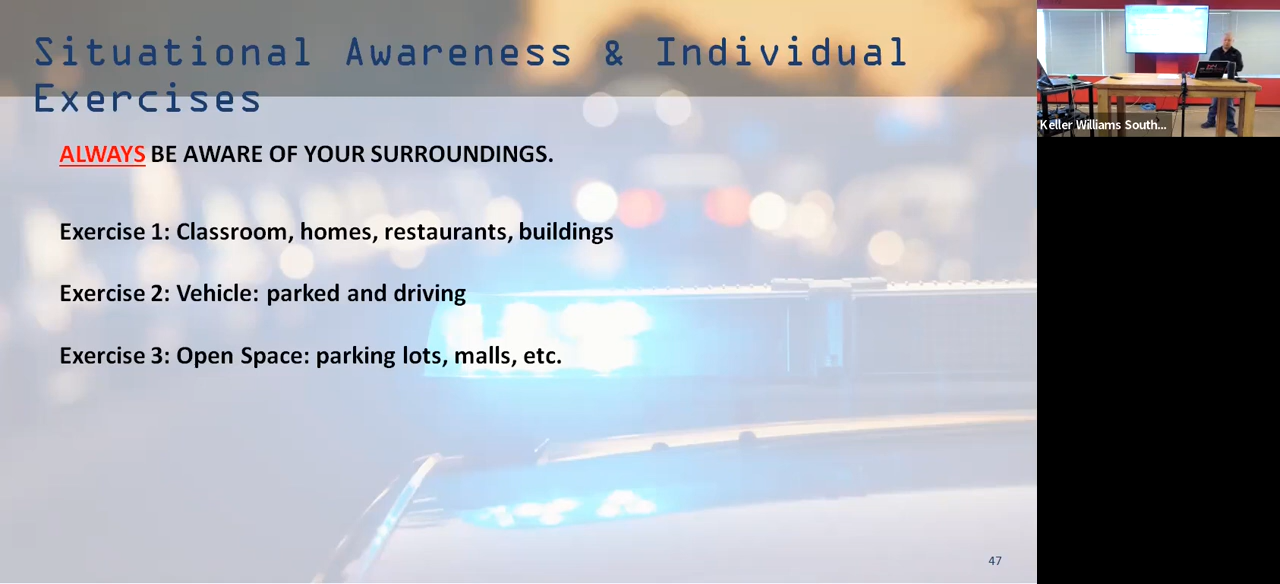 Situational Awareness & Individual
Exercises
ALWAYS BE AWARE OF YOUR SURROUNDINGS.
Exercise 1: Classroom, homes, restaurants, buildings
Exercise 2: Vehicle: parked and driving
Exercise 3: Open Space: parking lots, malls, etc.
47
Keller Williams South...